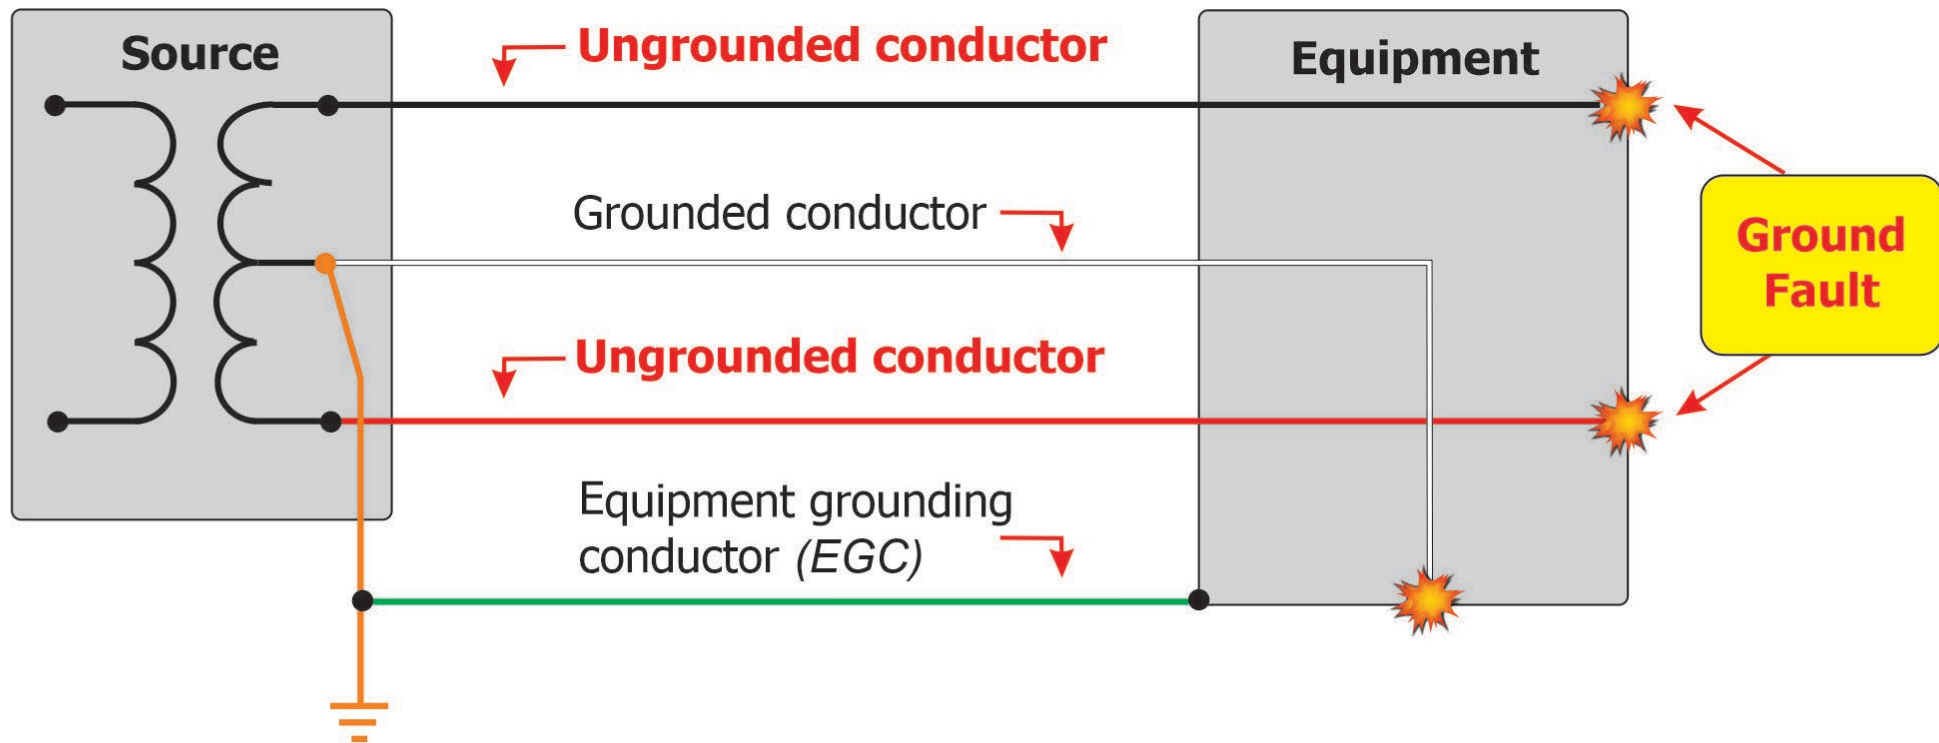 Source
Ungrounded conductor
Equipment
Grounded conductor
Ground
Fault
Ungrounded conductor
Equipment grounding
conductor (EGC)